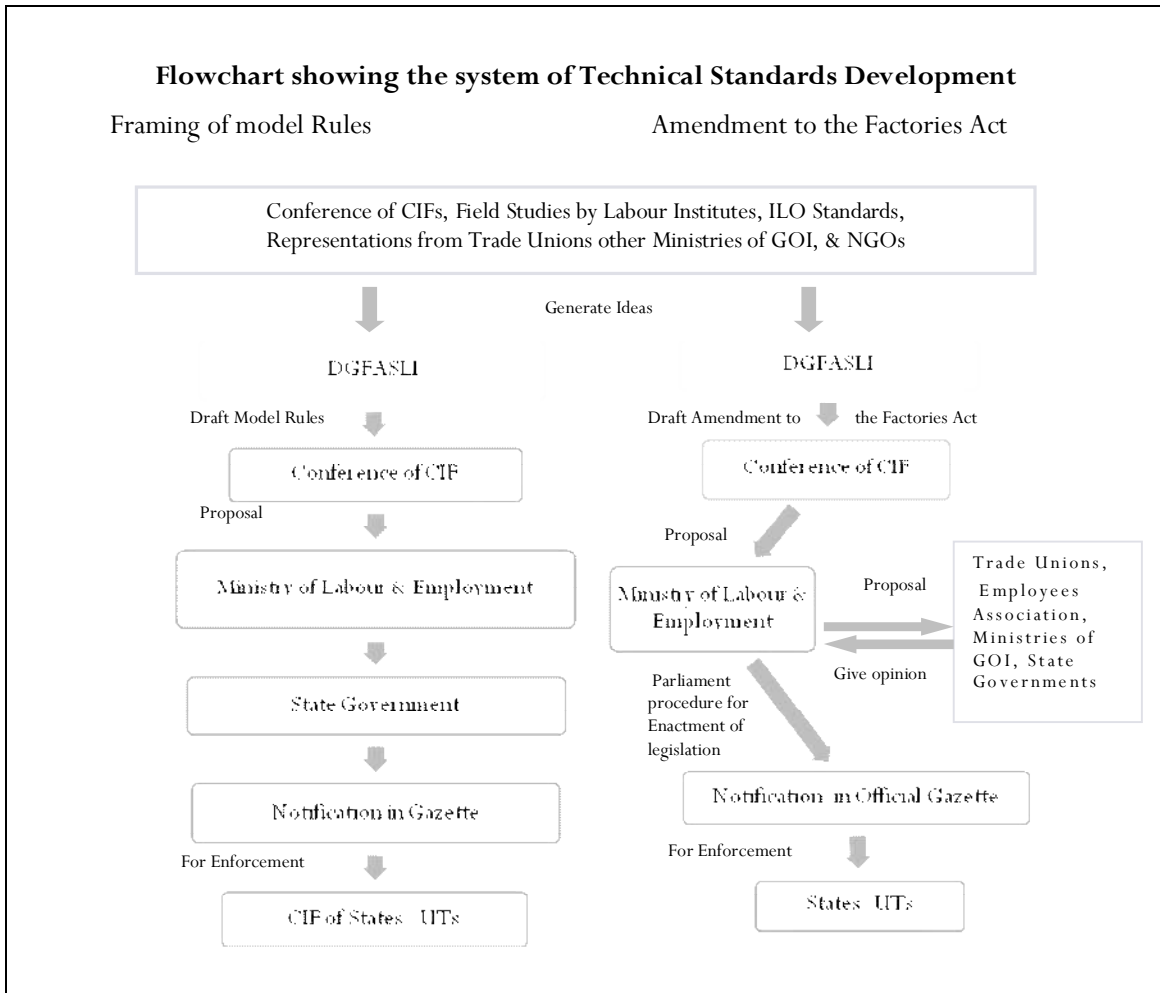 Flowchart showing the system of Technical Standards Development
Framing of model Rules
Amendment to the Factories Act
Conference of CIFs, Field Studies by Labour Institutes, ILO Standards,
Representations from Trade Unions other Ministries of GOI, & NGOs
Generate Ideas
DGFASLI
DGFASLI
Draft Model Rules
Draft Amendment to
the Factories Act
Conference of CIF
Conference of CIF
Proposal
Proposal
Ministry of Labour & Employment
Ministry of Labour &
Employment
Proposal
Give opinion
Trade Unions,
Employees
Association,
Ministries of
GOI, State
Governments
State Government
Parliament
procedure for
Enactment of
legislation
Notification in Gazette
Notification in Official Gazette
For Enforcement
For Enforcement
CIF of States UTs
States UTs